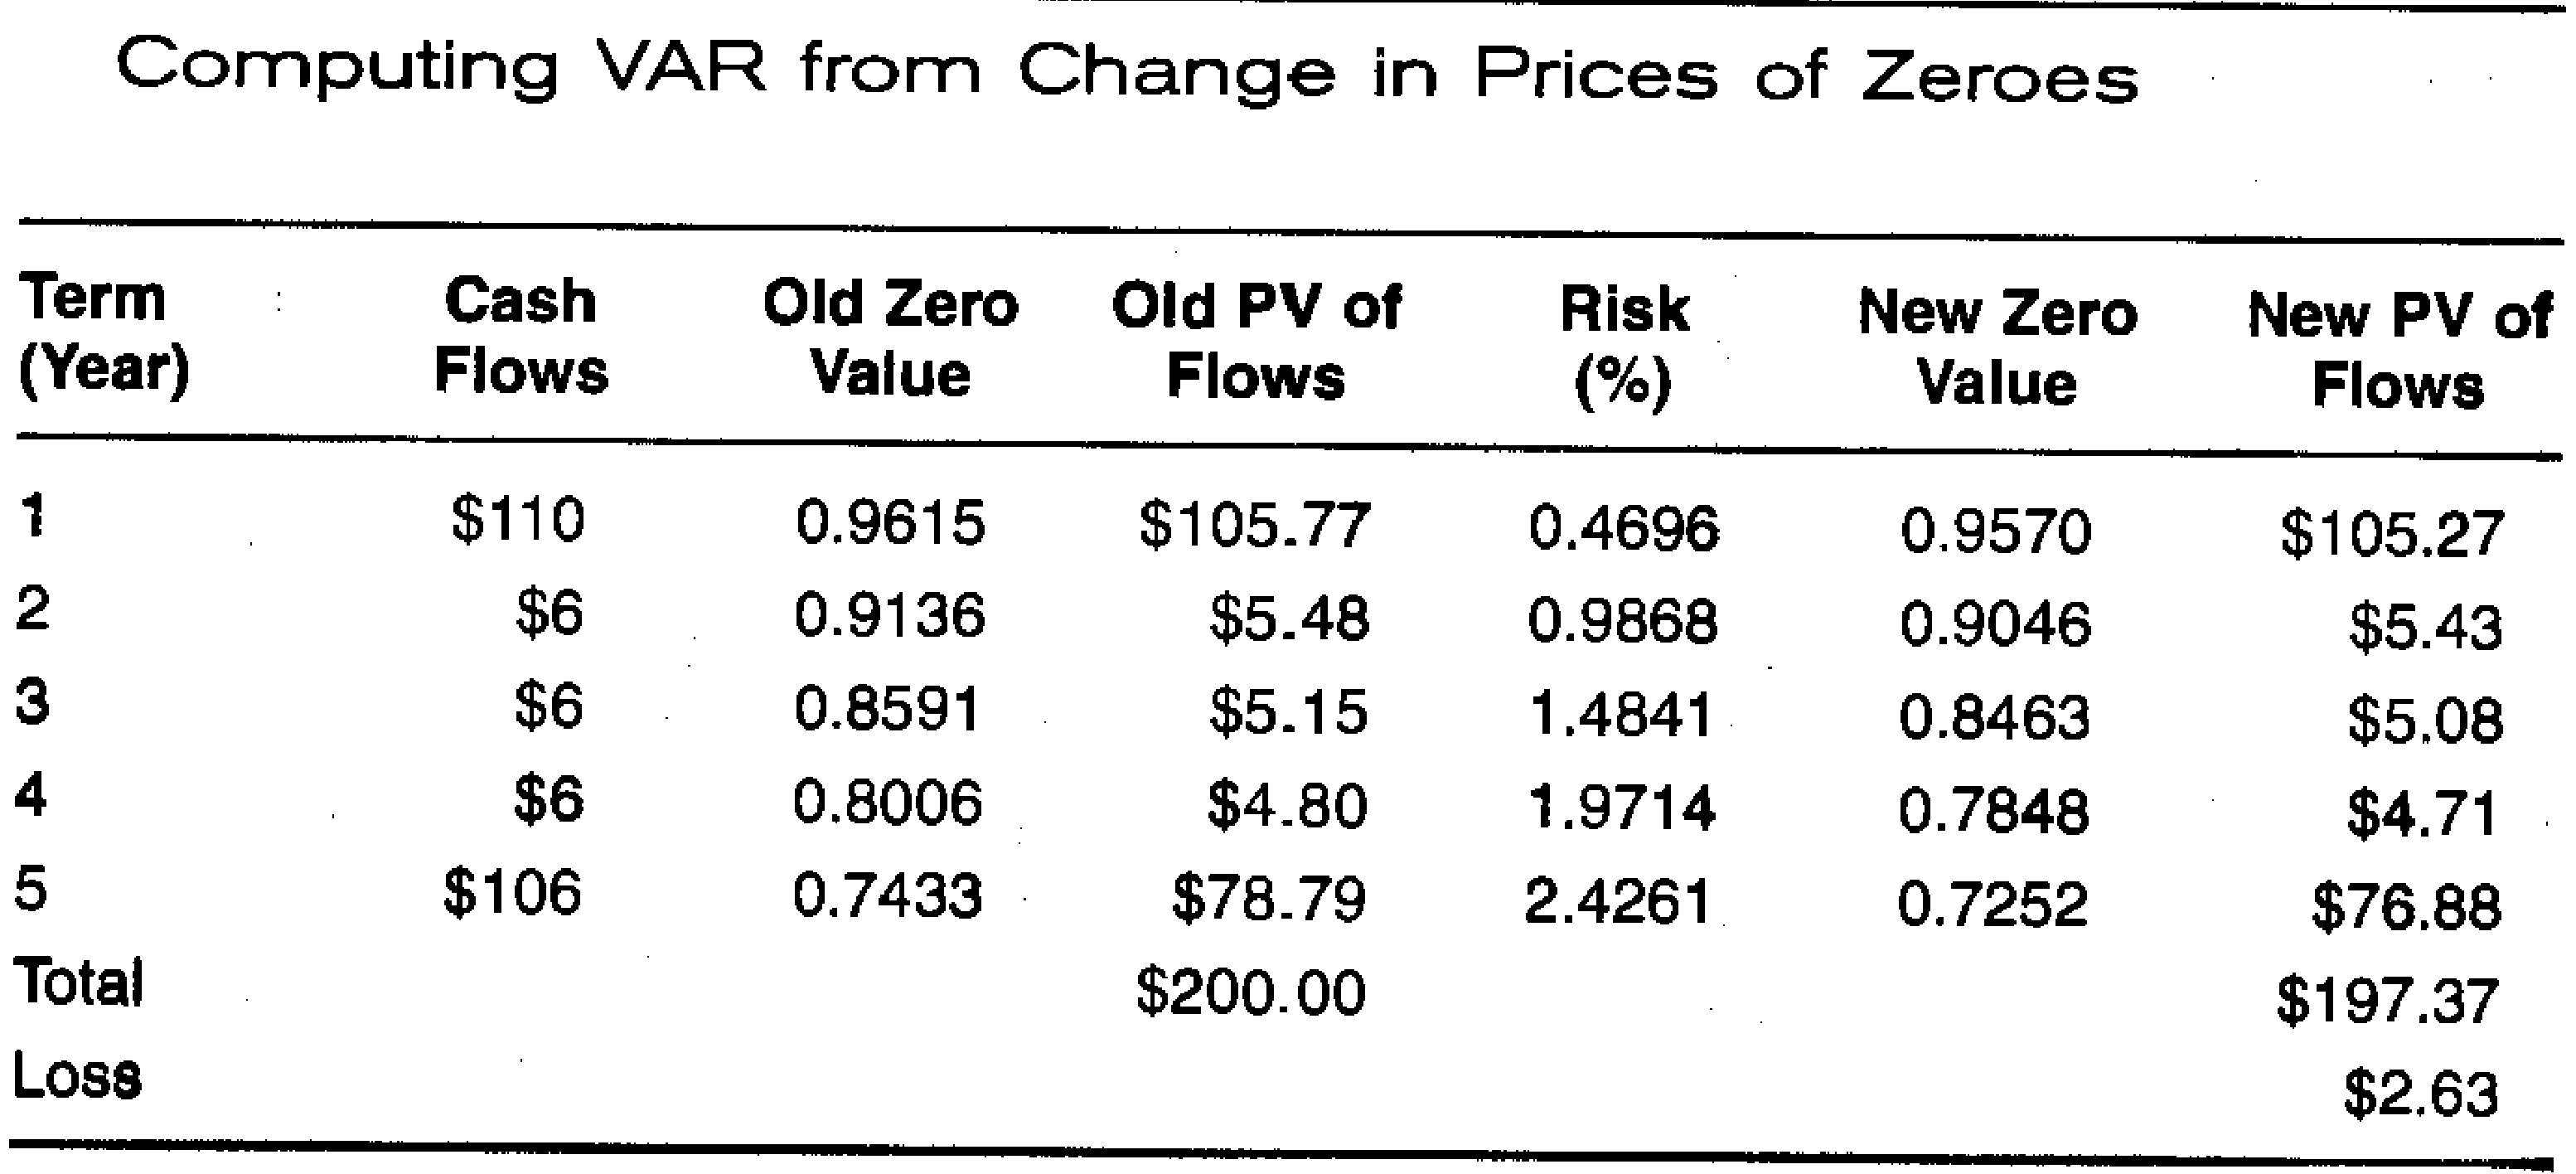 Computing VAR from Change in Prices of Zeroes
Term (Year) Cash Flows Old Zero Value Old PV of Flows Risk (%) New Zero Value New PV of Flows
1 $110 0.9615 $105.77 0.4696 0.9570 $105.27
2 $6 0.9136 $5.48 0.9868 0.9046 $5.43
3 $6 0.8591 $5.15 1.4841 0.8463 $5.08
4 $6 0.8006 $4.80 1.9714 0.7848 $4.71
5 $106 0.7433 $78.79 2.4261 0.7252 $76.88
Total $200.00 $197.37
Loss $2.63